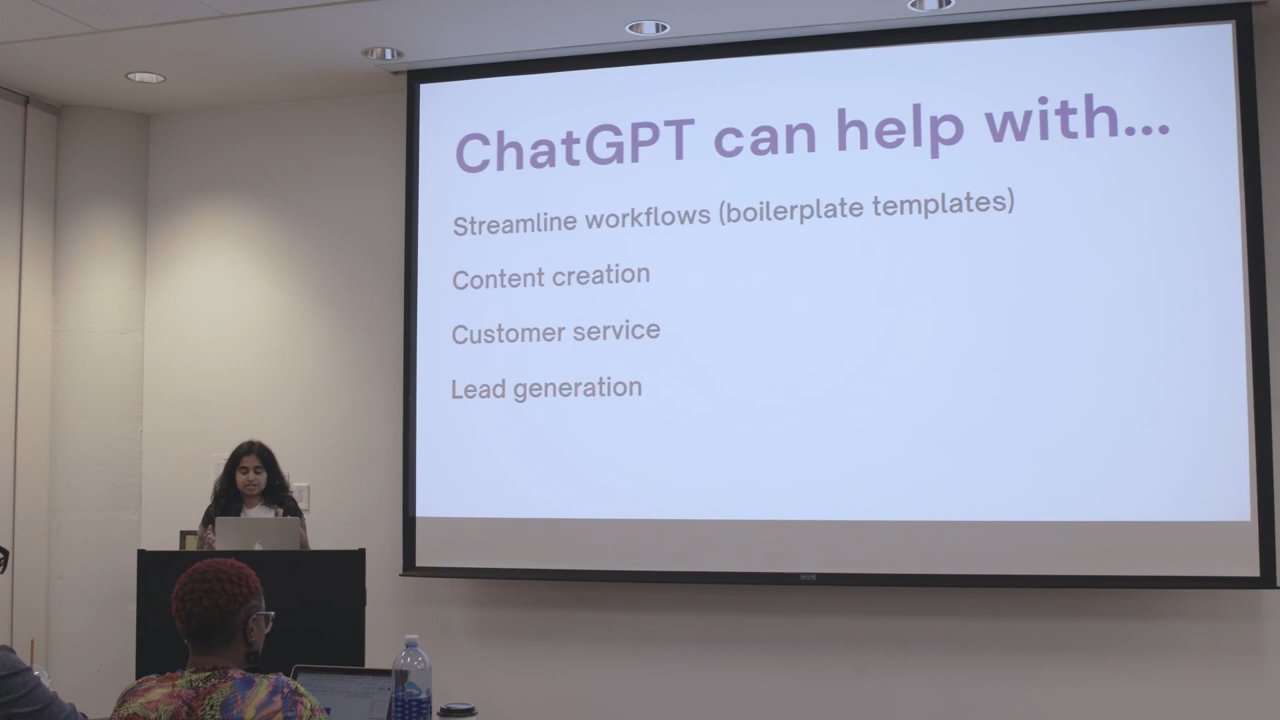 ChatGPT can help with...
Streamline workflows (boilerplate templates)
Content creation
Customer service
Lead generation